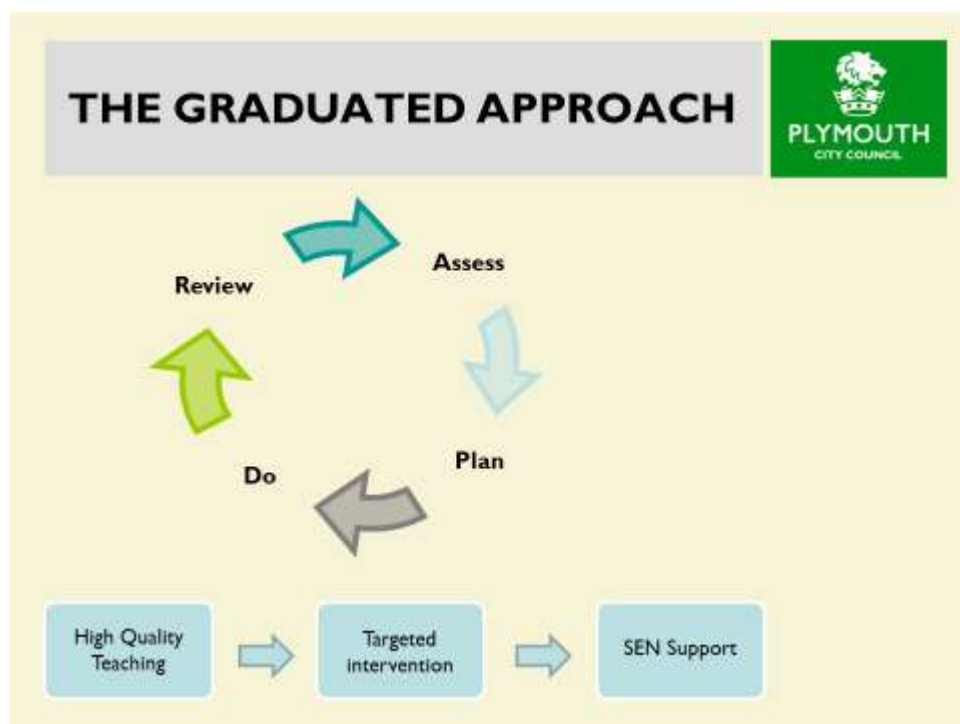 THE GRADUATED APPROACH
PLYMOUTH
CITY COUNCIL
Review
Assess
Do
Plan
High Quality
Teaching
Targeted
intervention
SEN Support